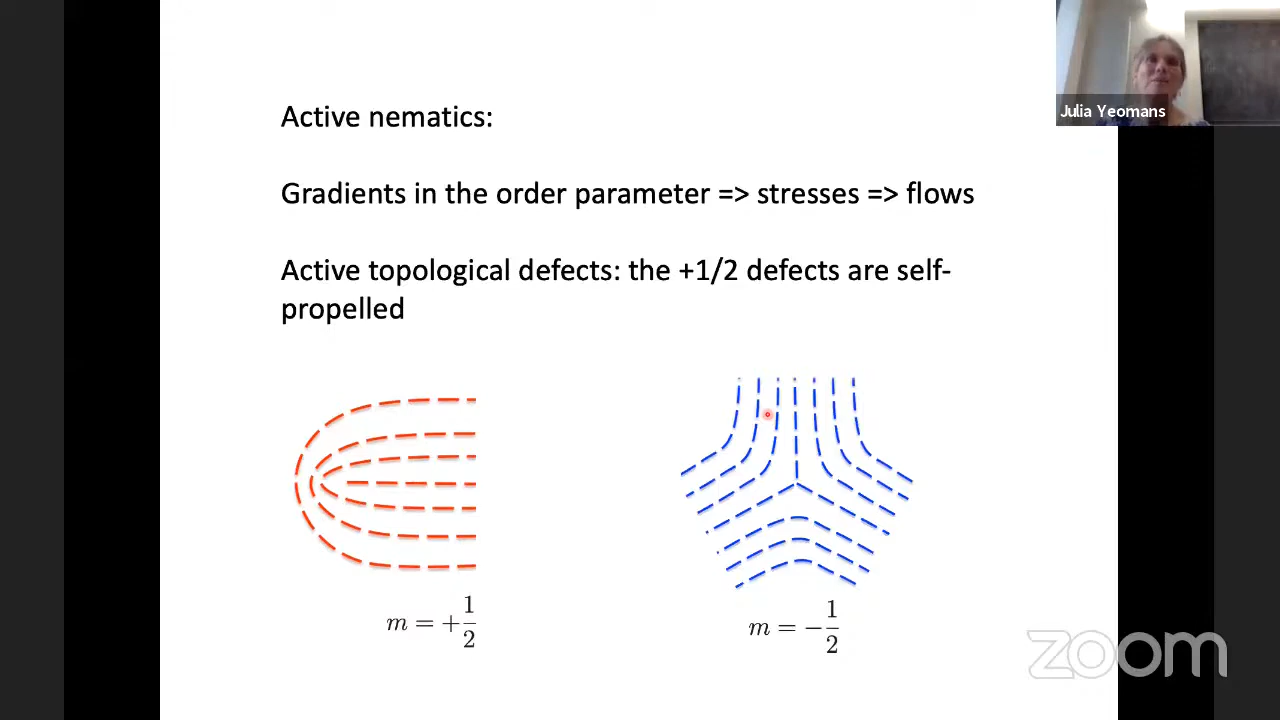 Julia Yeomans
Active nematics:
Gradients in the order parameter => stresses => flows
Active topological defects: the +1/2 defects are self-
propelled
m = +1/2
m = −1/2
zoom